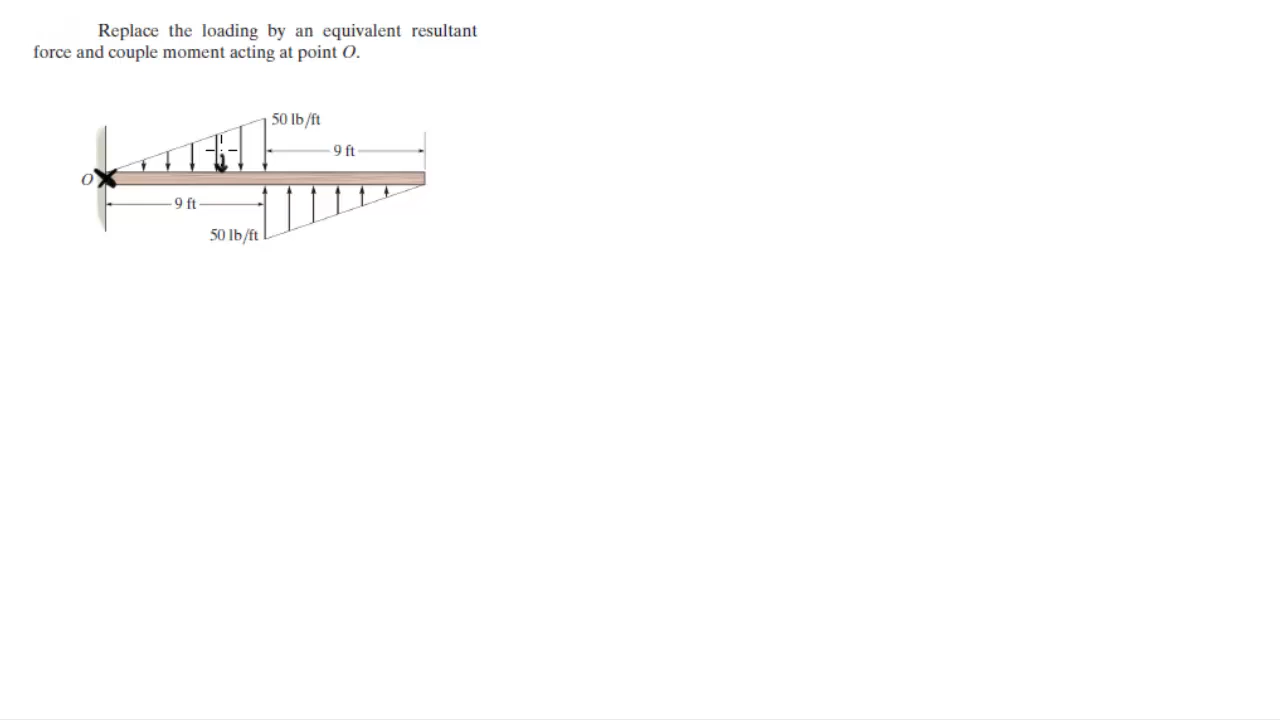 Replace the loading by an equivalent resultant
force and couple moment acting at point O.
50 lb/ft
9 ft
O
9 ft
50 lb/ft